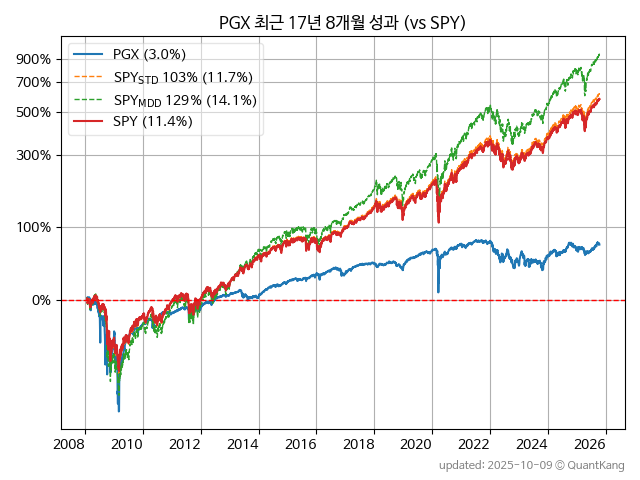 PGX 최근 17년 8개월 성과 (vs SPY)
PGX (3.0%)
SPY_STD 103% (11.7%)
SPY_MDD 129% (14.1%)
SPY (11.4%)
900%
700%
500%
300%
100%
0%
2008 2010 2012 2014 2016 2018 2020 2022 2024 2026
updated: 2025-10-09 © QuantKang